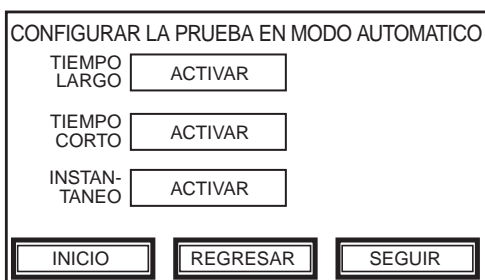 CONFIGURAR LA PRUEBA EN MODO AUTOMATICO
TIEMPO
LARGO
ACTIVAR
TIEMPO
CORTO
ACTIVAR
INSTAN-
TANEO
ACTIVAR
INICIO
REGRESAR
SEGUIR